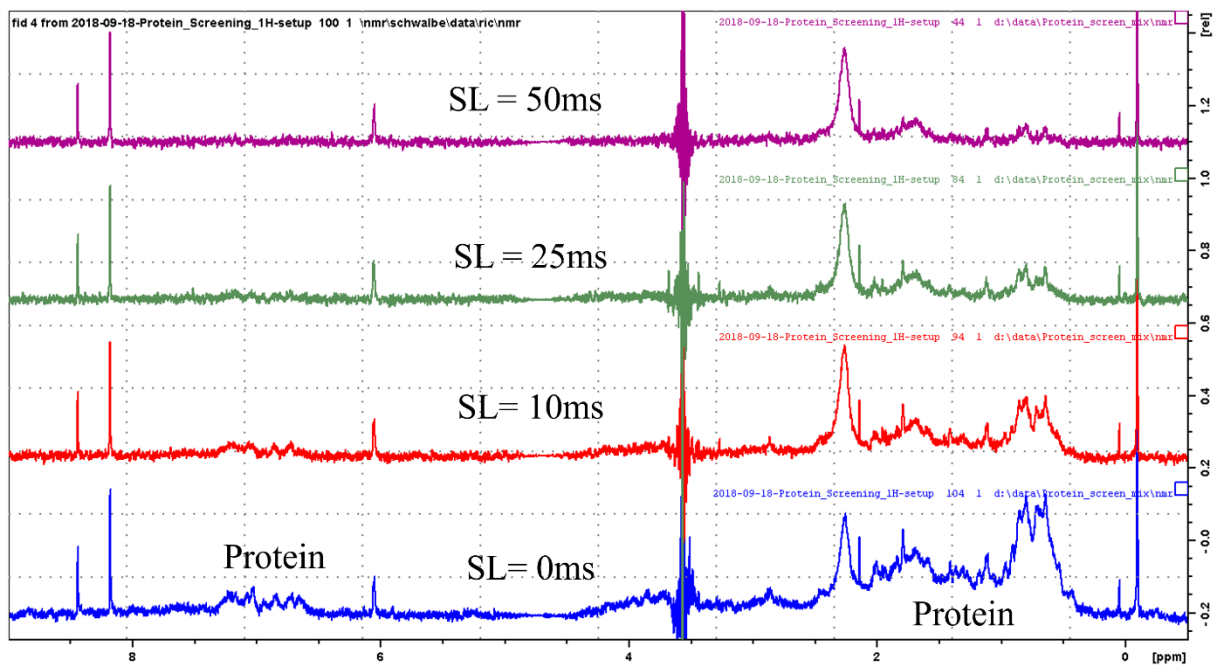 fid 4 from 2018-09-18-Protein_Screening_1H-setup 100 1 \nmr\schwalbe\data\ric\nmr
2018-09-18-Protein_Screening_1H-setup 44 1 d:\data\Protein_screen_mix\nmr
[rel]
SL = 50ms
1.2
1.0
2018-09-18-Protein_Screening_1H-setup 84 1 d:\data\Protein_screen_mix\nmr
SL = 25ms
0.8
0.6
2018-09-18-Protein_Screening_1H-setup 94 1 d:\data\Protein_screen_mix\nmr
SL= 10ms
0.4
0.2
2018-09-18-Protein_Screening_1H-setup 104 1 d:\data\Protein_screen_mix\nmr
-0.0
Protein
SL= 0ms
Protein
-0.2
8 6 4 2 0 [ppm]